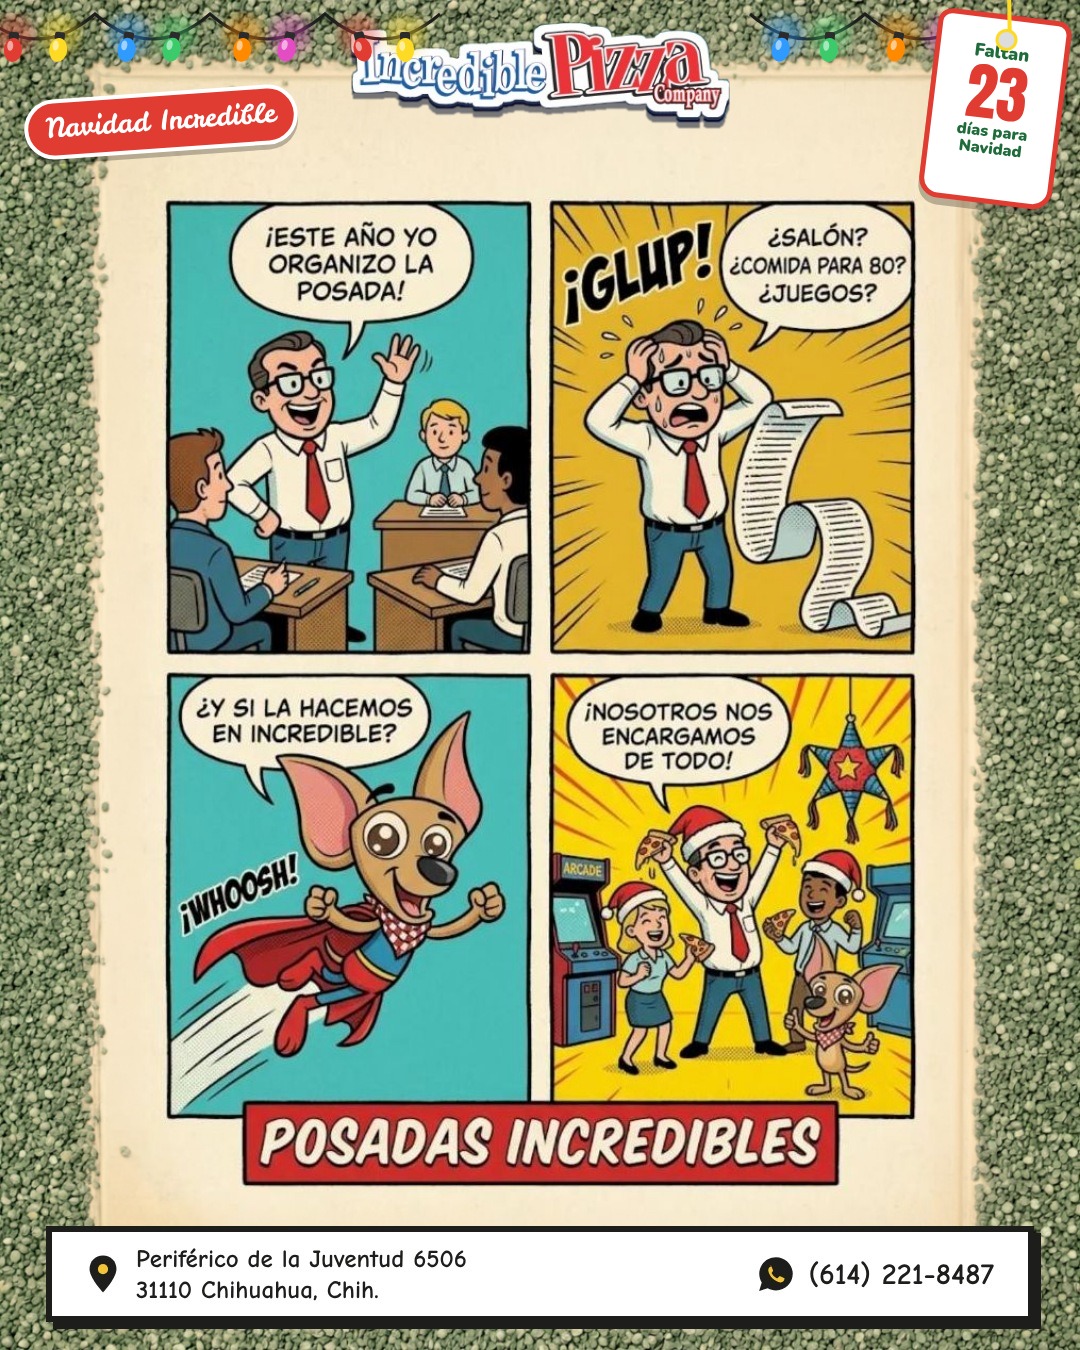 Incredible Pizza
Company
Navidad Incredible
Faltan
23
días para
Navidad
¡ESTE AÑO YO
ORGANIZO LA
POSADA!
¡GLUP!
¿SALÓN?
¿COMIDA PARA 80?
¿JUEGOS?
¿Y SI LA HACEMOS
EN INCREDIBLE?
¡WHOOSH!
¡NOSOTROS NOS
ENCARGAMOS
DE TODO!
ARCADE
POSADAS INCREDIBLES
Periférico de la Juventud 6506
31110 Chihuahua, Chih.
(614) 221-8487